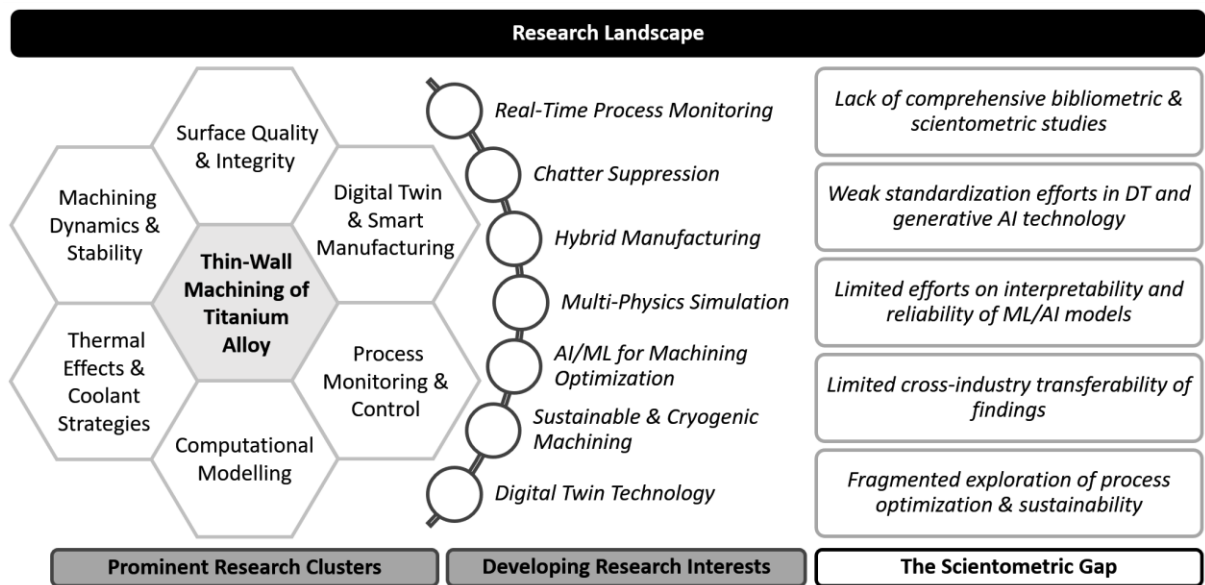 Research Landscape
Surface Quality
& Integrity
Machining
Dynamics &
Stability
Digital Twin
& Smart
Manufacturing
Thin-Wall
Machining of
Titanium
Alloy
Thermal
Effects &
Coolant
Strategies
Process
Monitoring &
Control
Computational
Modelling
Real-Time Process Monitoring
Chatter Suppression
Hybrid Manufacturing
Multi-Physics Simulation
AI/ML for Machining
Optimization
Sustainable & Cryogenic
Machining
Digital Twin Technology
Lack of comprehensive bibliometric &
scientometric studies
Weak standardization efforts in DT and
generative AI technology
Limited efforts on interpretability and
reliability of ML/AI models
Limited cross-industry transferability of
findings
Fragmented exploration of process
optimization & sustainability
Prominent Research Clusters
Developing Research Interests
The Scientometric Gap